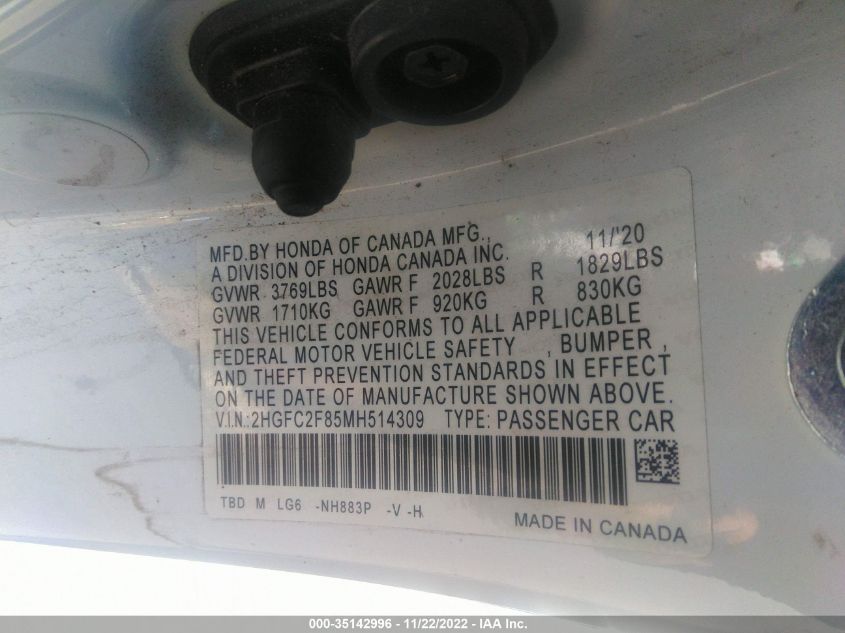 MFD.BY HONDA OF CANADA MFG., 11/'20
A DIVISION OF HONDA CANADA INC.
GVWR 3769LBS GAWR F 2028LBS R 1829LBS
GVWR 1710KG GAWR F 920KG R 830KG
THIS VEHICLE CONFORMS TO ALL APPLICABLE
FEDERAL MOTOR VEHICLE SAFETY , BUMPER ,
AND THEFT PREVENTION STANDARDS IN EFFECT
ON THE DATE OF MANUFACTURE SHOWN ABOVE.
V.I.N.:2HGFC2F85MH514309 TYPE: PASSENGER CAR
TBD M LG6 -NH883P -V -H
MADE IN CANADA
000-35142996 - 11/22/2022 - IAA Inc.